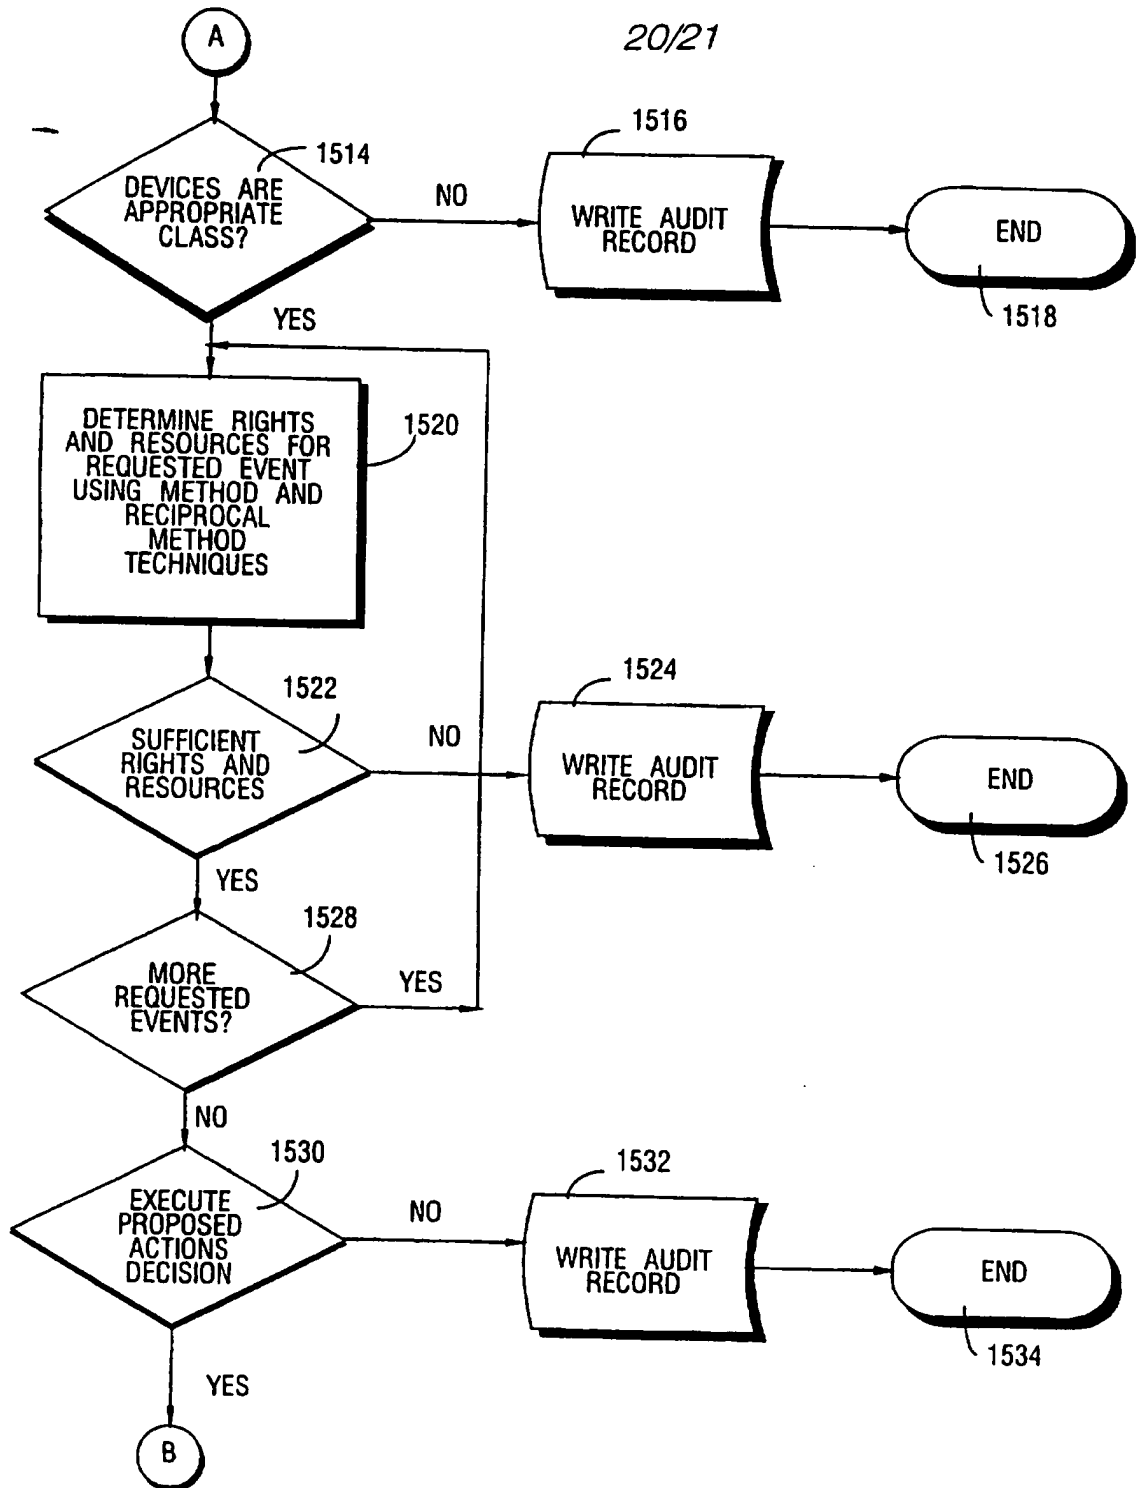 A
20/21
1514
DEVICES ARE
APPROPRIATE
CLASS?
NO
1516
WRITE AUDIT
RECORD
END
1518
YES
DETERMINE RIGHTS
AND RESOURCES FOR
REQUESTED EVENT
USING METHOD AND
RECIPROCAL
METHOD
TECHNIQUES
1520
1522
SUFFICIENT
RIGHTS AND
RESOURCES
NO
1524
WRITE AUDIT
RECORD
END
1526
YES
1528
MORE
REQUESTED
EVENTS?
YES
NO
1530
EXECUTE
PROPOSED
ACTIONS
DECISION
NO
1532
WRITE AUDIT
RECORD
END
1534
YES
B